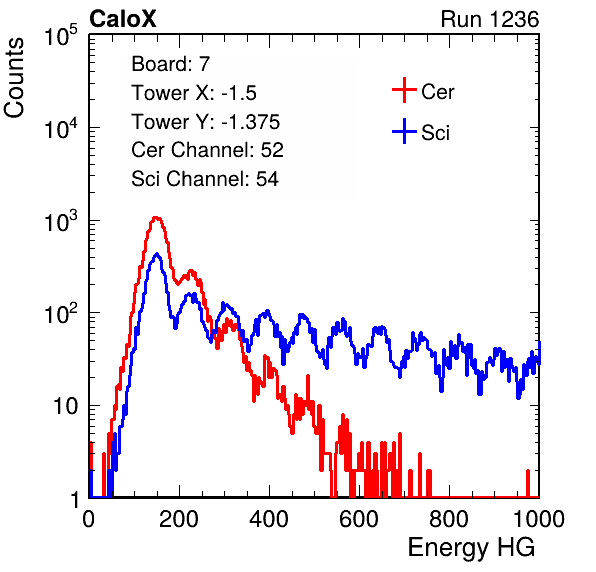 CaloX Run 1236
Counts
10^5
10^4
10^3
10^2
10
1
Board: 7
Tower X: -1.5
Tower Y: -1.375
Cer Channel: 52
Sci Channel: 54
Cer
Sci
0 200 400 600 800 1000
Energy HG